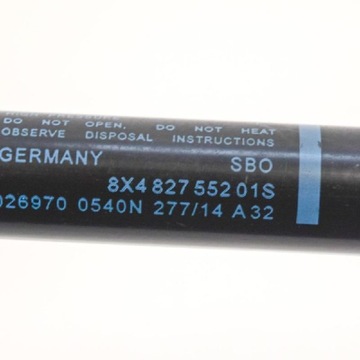 DO NOT OPEN, DO NOT HEAT
OBSERVE DISPOSAL INSTRUCTIONS
GERMANY SBO
8X4 827 552 01S
026970 0540N 277/14 A 32